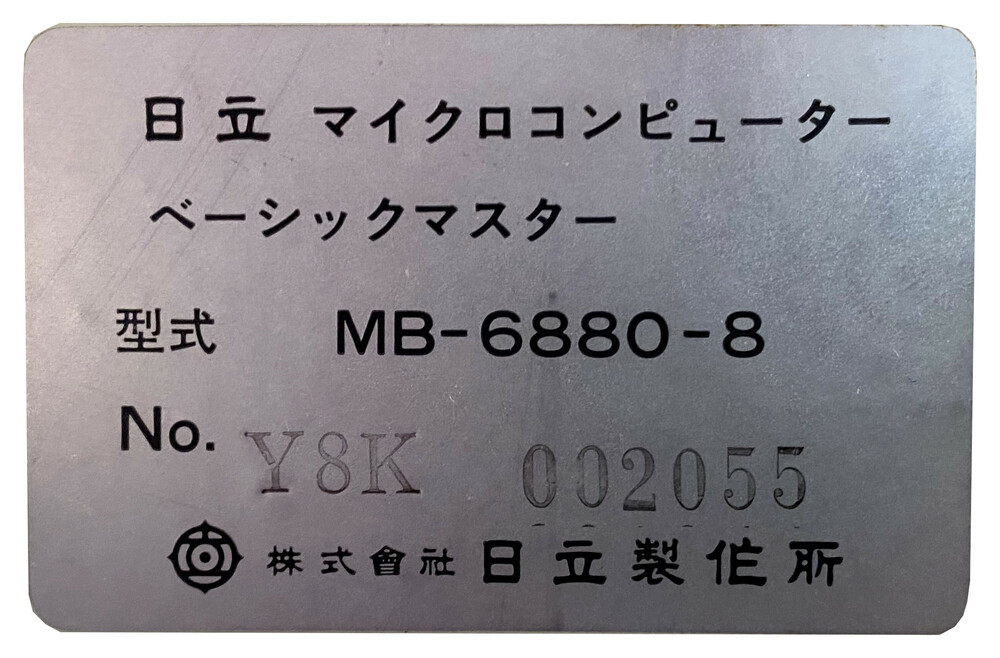 日立 マイクロコンピューター
ベーシックマスター
型式 MB-6880-8
No. Y8K 002055
株式會社 日立製作所